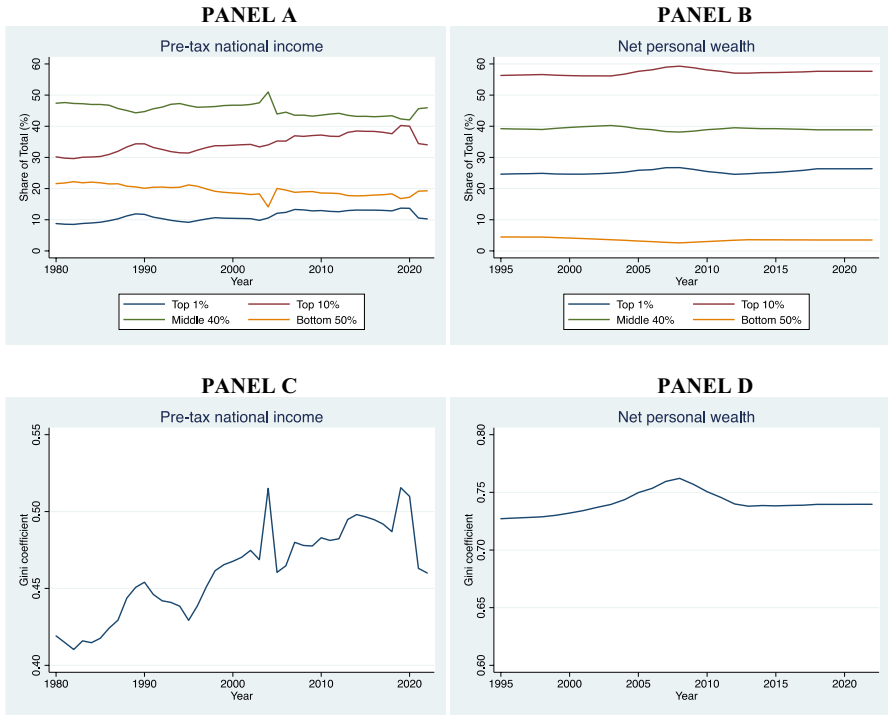 PANEL A
Pre-tax national income
Share of Total (%)
60
50
40
30
20
10
0
1980 1990 2000 2010 2020
Year
Top 1% Top 10%
Middle 40% Bottom 50%
PANEL B
Net personal wealth
Share of Total (%)
60
50
40
30
20
10
0
1995 2000 2005 2010 2015 2020
Year
Top 1% Top 10%
Middle 40% Bottom 50%
PANEL C
Pre-tax national income
Gini coefficient
0.55
0.50
0.45
0.40
1980 1990 2000 2010 2020
Year
PANEL D
Net personal wealth
Gini coefficient
0.80
0.75
0.70
0.65
0.60
1995 2000 2005 2010 2015 2020
Year